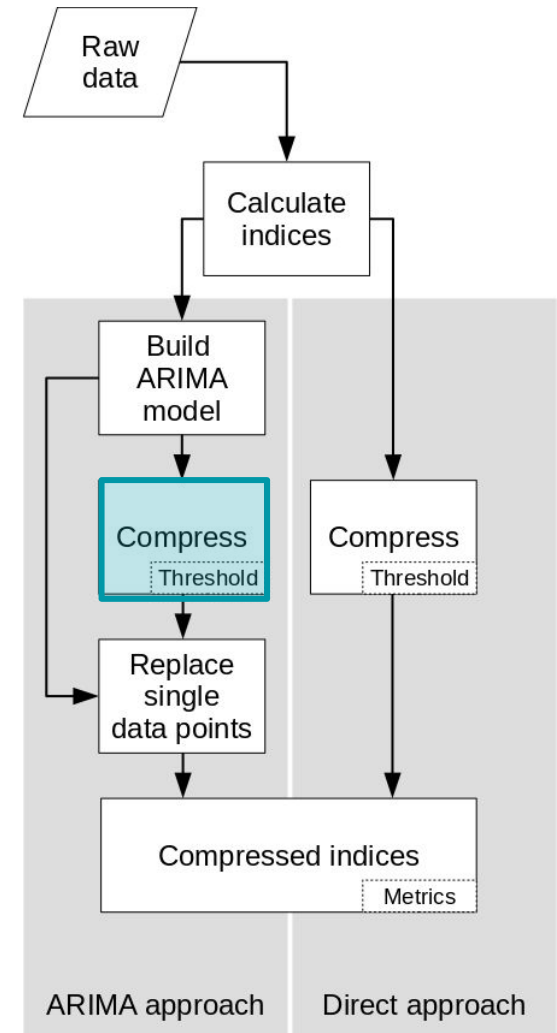 Raw
data
Calculate
indices
Build
ARIMA
model
Compress
Threshold
Compress
Threshold
Replace
single
data points
Compressed indices
Metrics
ARIMA approach
Direct approach